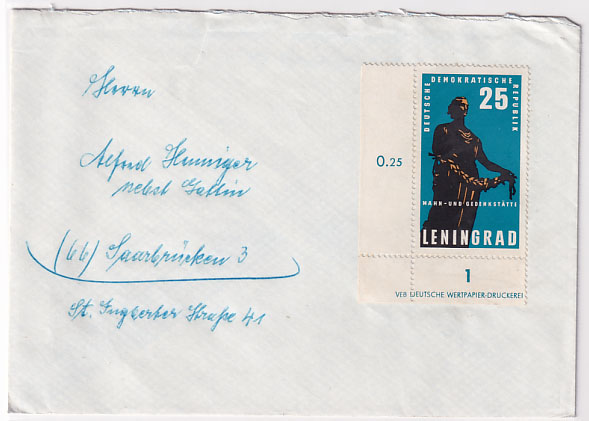 Herrn
Alfred Henniger
nebst Gattin
(66) Saarbrücken 3
St. Ingberter Straße 41
DEUTSCHE DEMOKRATISCHE REPUBLIK
25
0.25
MAHN- UND GEDENKSTÄTTE
LENINGRAD
1
VEB DEUTSCHE WERTPAPIER-DRUCKEREI